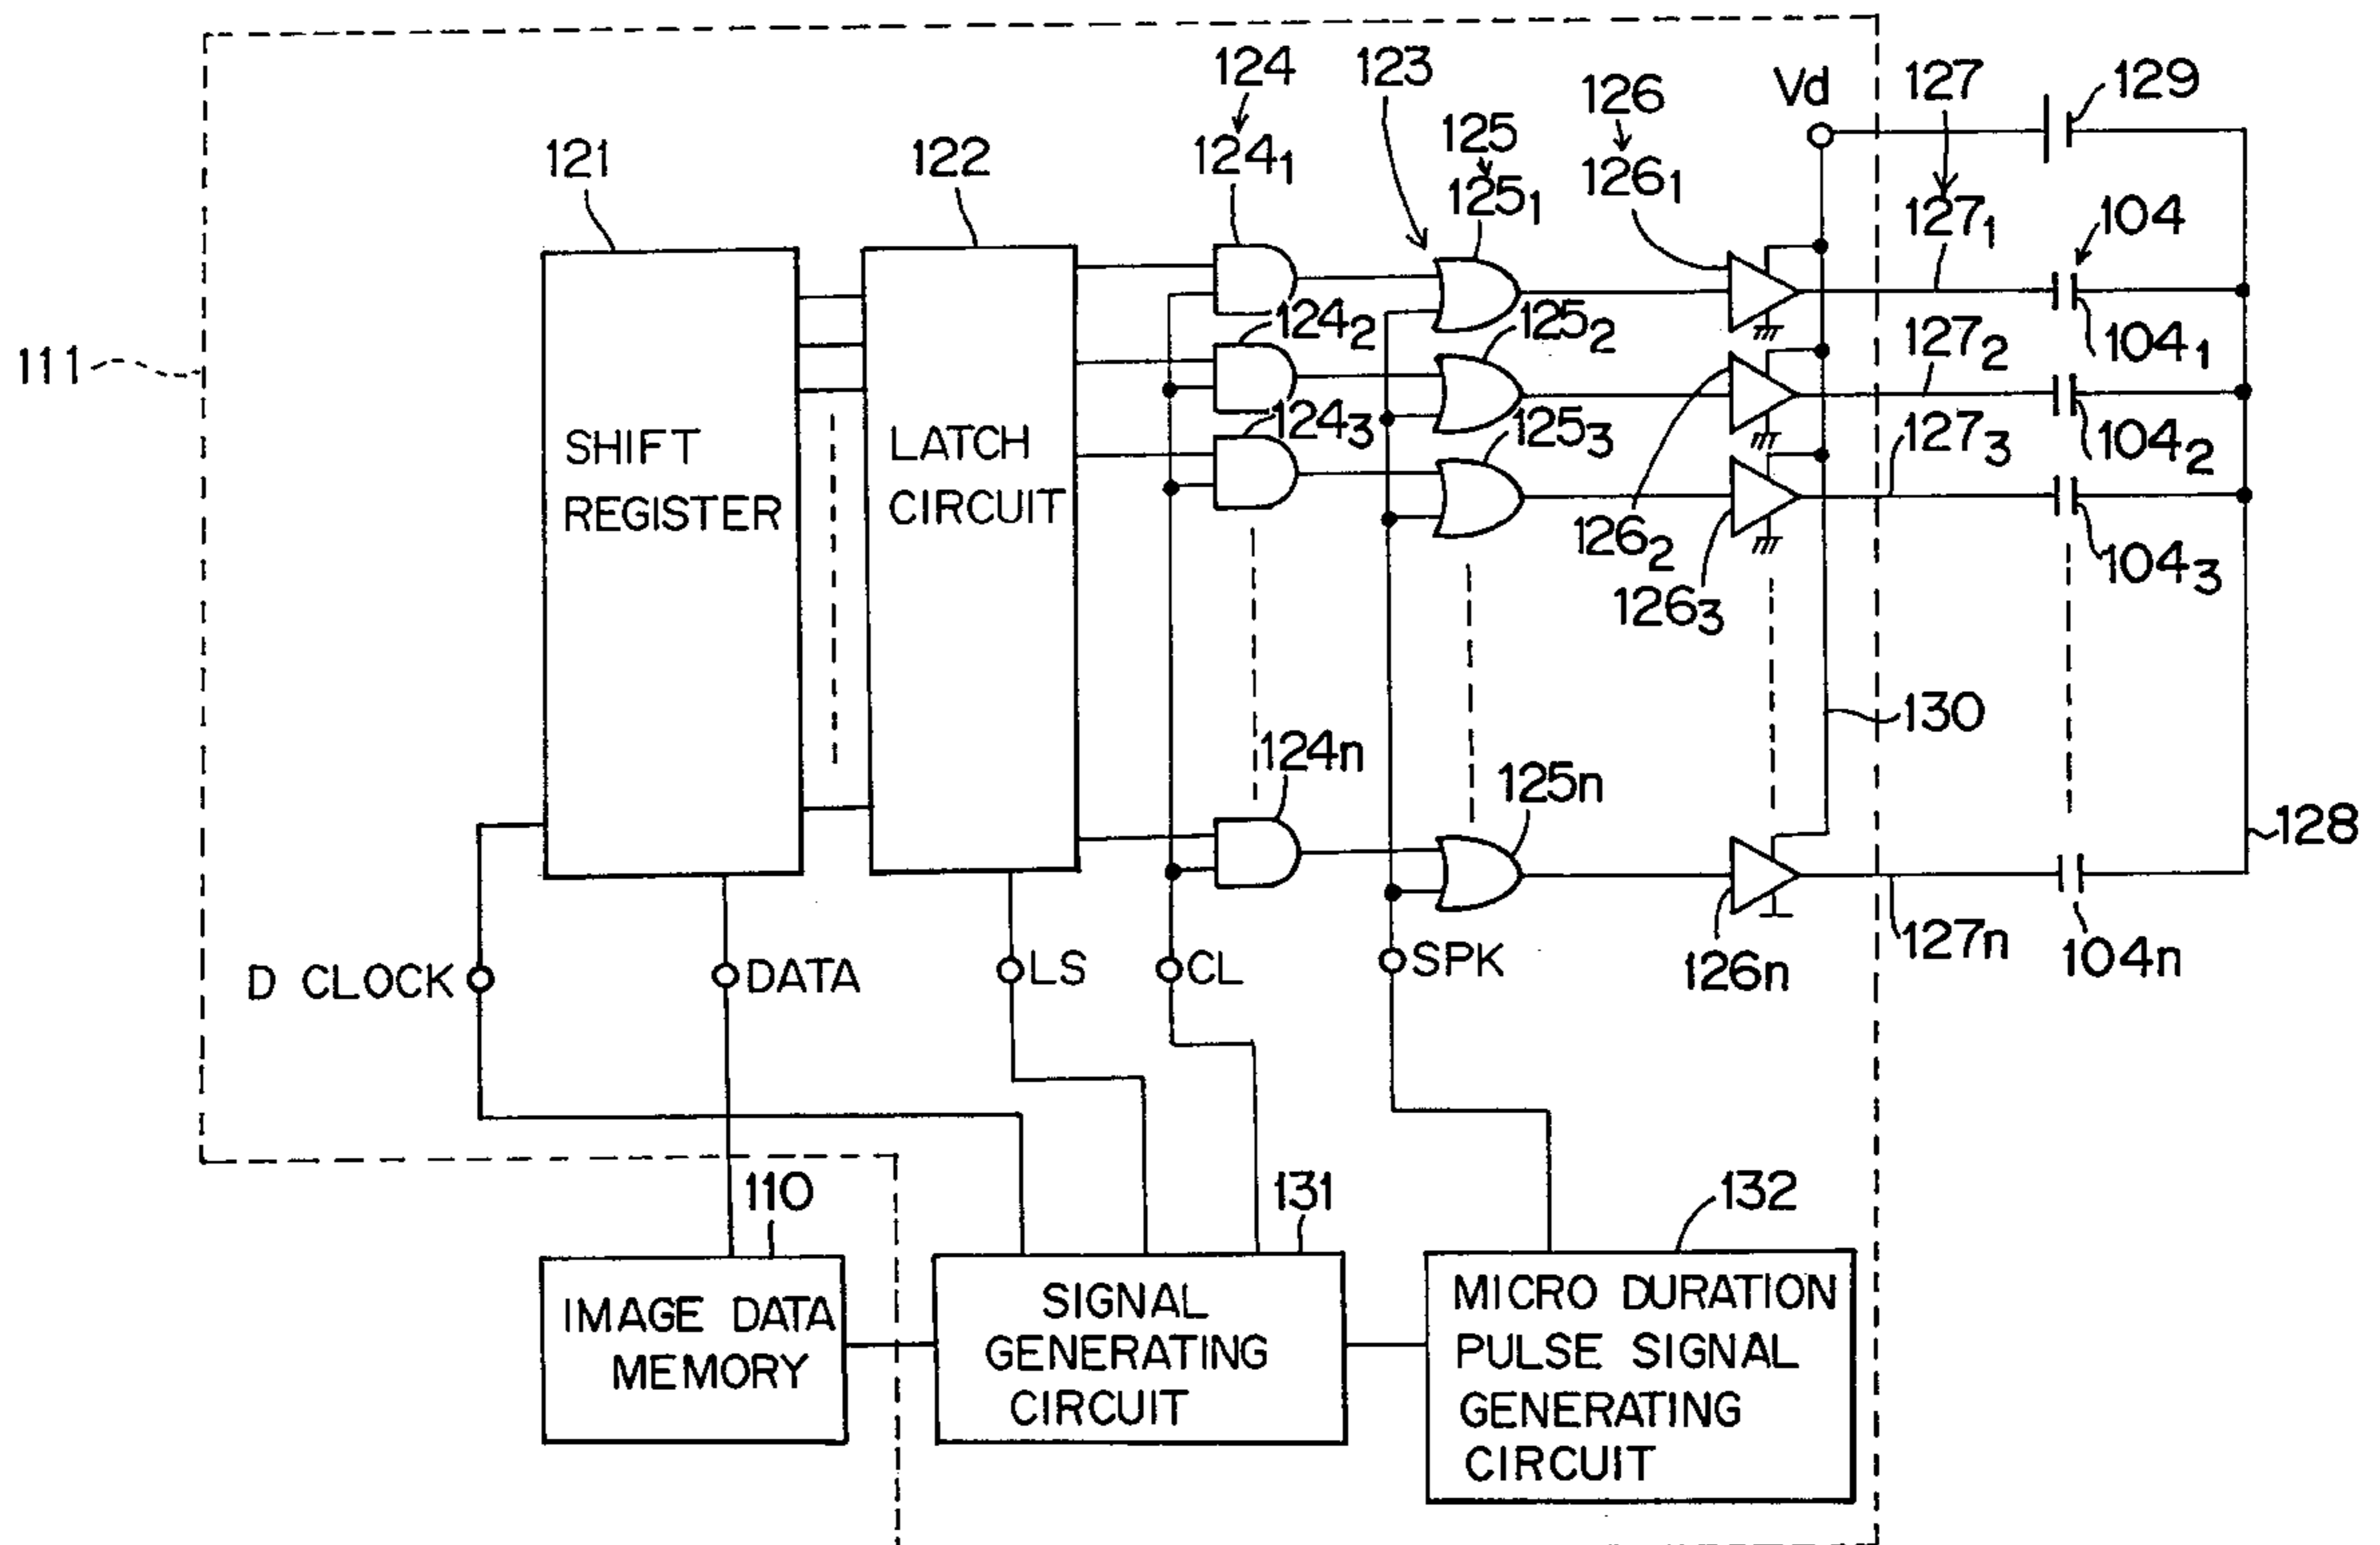 124
123
126
Vd
127
129
121
122
124₁
125
125₁
126₁
127₁
104
111
124₂
125₂
127₂
104₁
SHIFT
REGISTER
LATCH
CIRCUIT
124₃
125₃
127₃
104₂
126₂
104₃
126₃
130
124n
125n
128
D CLOCK
DATA
LS
CL
SPK
126n
127n
104n
110
131
132
IMAGE DATA
MEMORY
SIGNAL
GENERATING
CIRCUIT
MICRO DURATION
PULSE SIGNAL
GENERATING
CIRCUIT